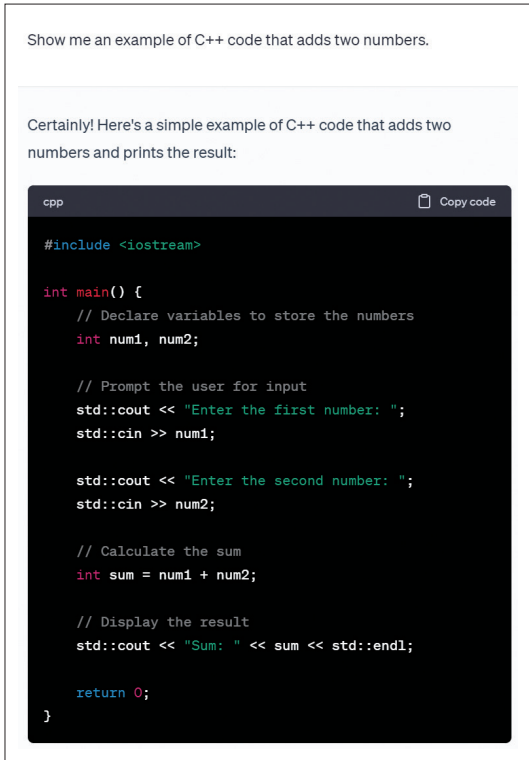 Show me an example of C++ code that adds two numbers.
Certainly! Here's a simple example of C++ code that adds two
numbers and prints the result:
cpp
Copy code
#include <iostream>
int main() {
    // Declare variables to store the numbers
    int num1, num2;
    // Prompt the user for input
    std::cout << "Enter the first number: ";
    std::cin >> num1;
    std::cout << "Enter the second number: ";
    std::cin >> num2;
    // Calculate the sum
    int sum = num1 + num2;
    // Display the result
    std::cout << "Sum: " << sum << std::endl;
    return 0;
}